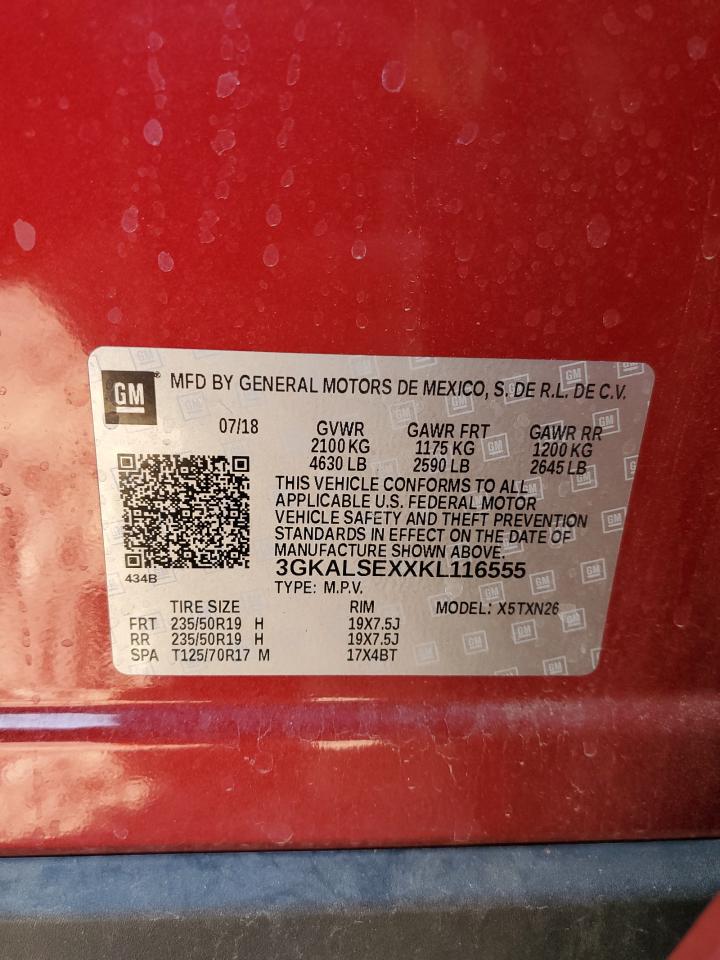 GM® MFD BY GENERAL MOTORS DE MEXICO, S. DE R.L. DE C.V.
07/18 GVWR GAWR FRT GAWR RR
2100 KG 1175 KG 1200 KG
4630 LB 2590 LB 2645 LB
THIS VEHICLE CONFORMS TO ALL
APPLICABLE U.S. FEDERAL MOTOR
VEHICLE SAFETY AND THEFT PREVENTION
STANDARDS IN EFFECT ON THE DATE OF
MANUFACTURE SHOWN ABOVE.
434B 3GKALSEXXKL116555
TYPE: M.P.V.
TIRE SIZE RIM MODEL: X5TXN26
FRT 235/50R19 H 19X7.5J
RR 235/50R19 H 19X7.5J
SPA T125/70R17 M 17X4BT